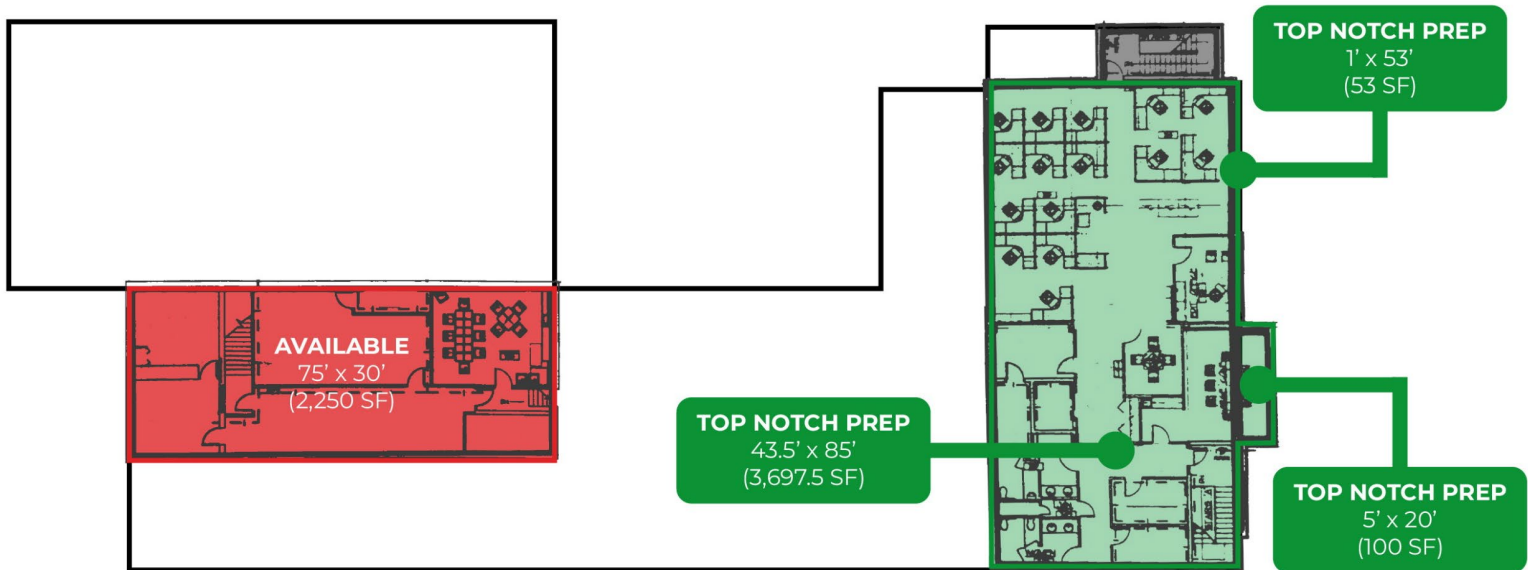 TOP NOTCH PREP
1’ x 53’
(53 SF)
AVAILABLE
75’ x 30’
(2,250 SF)
TOP NOTCH PREP
43.5’ x 85’
(3,697.5 SF)
TOP NOTCH PREP
5’ x 20’
(100 SF)